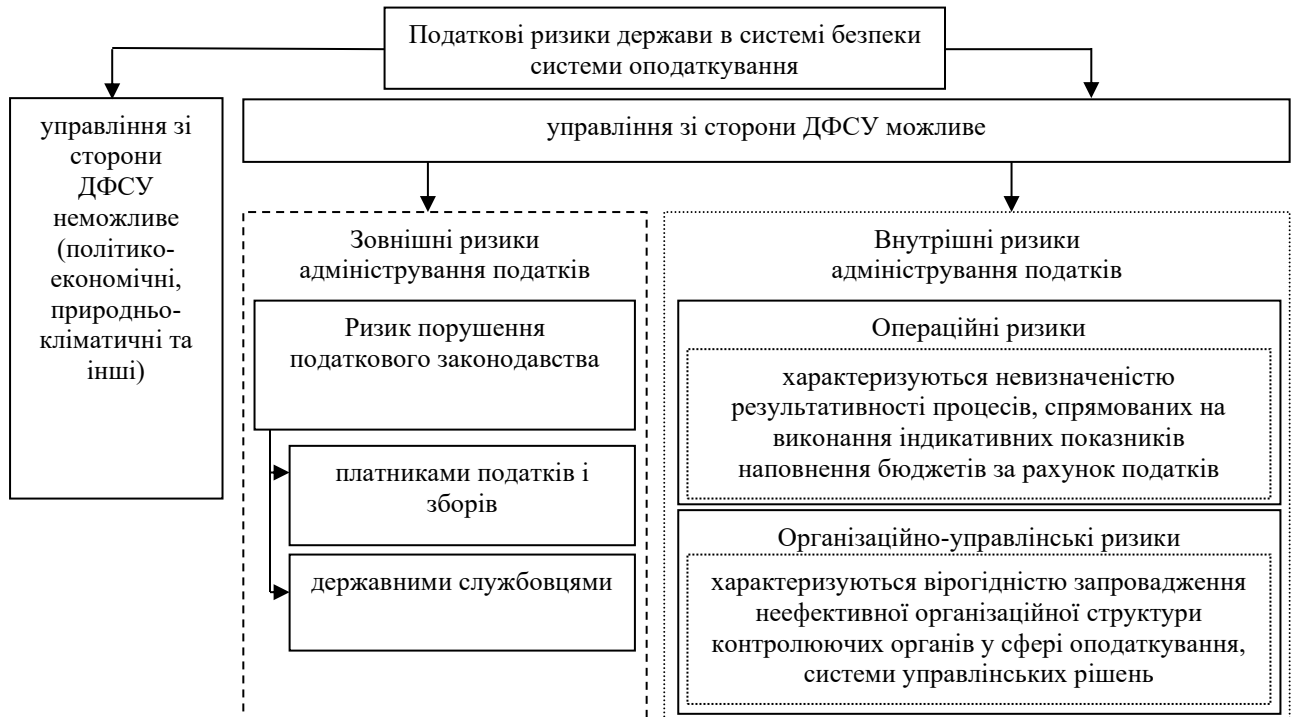 Податкові ризики держави в системі безпеки
системи оподаткування
управління зі
сторони
ДФСУ
неможливе
(політико-
економічні,
природньо-
кліматичні та
інші)
управління зі сторони ДФСУ можливе
Зовнішні ризики
адміністрування податків
Ризик порушення
податкового законодавства
платниками податків і
зборів
державними службовцями
Внутрішні ризики
адміністрування податків
Операційні ризики
характеризуються невизначеністю
результативності процесів, спрямованих на
виконання індикативних показників
наповнення бюджетів за рахунок податків
Організаційно-управлінські ризики
характеризуються вірогідністю запровадження
неефективної організаційної структури
контролюючих органів у сфері оподаткування,
системи управлінських рішень